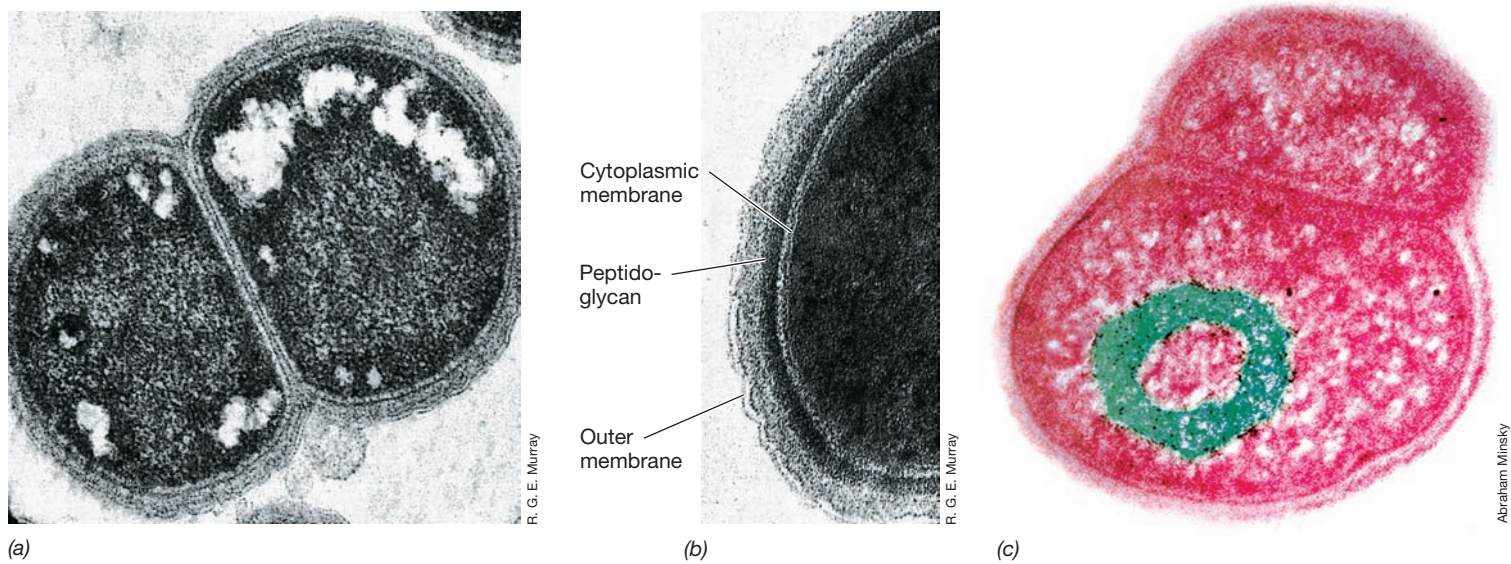 Cytoplasmic
membrane
Peptido-
glycan
Outer
membrane
R. G. E. Murray
R. G. E. Murray
Abraham Minsky
(a)
(b)
(c)